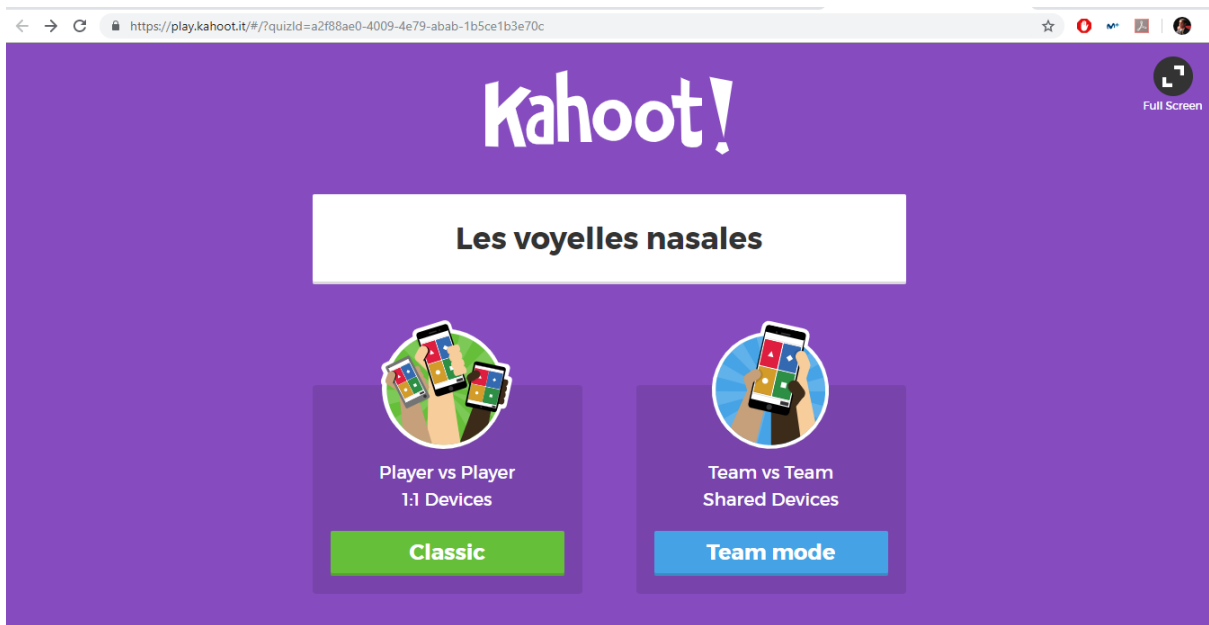 https://play.kahoot.it/#/?quizId=a2f88ae0-4009-4e79-abab-1b5ce1b3e70c
Kahoot!
Full Screen
Les voyelles nasales
Player vs Player
1:1 Devices
Classic
Team vs Team
Shared Devices
Team mode